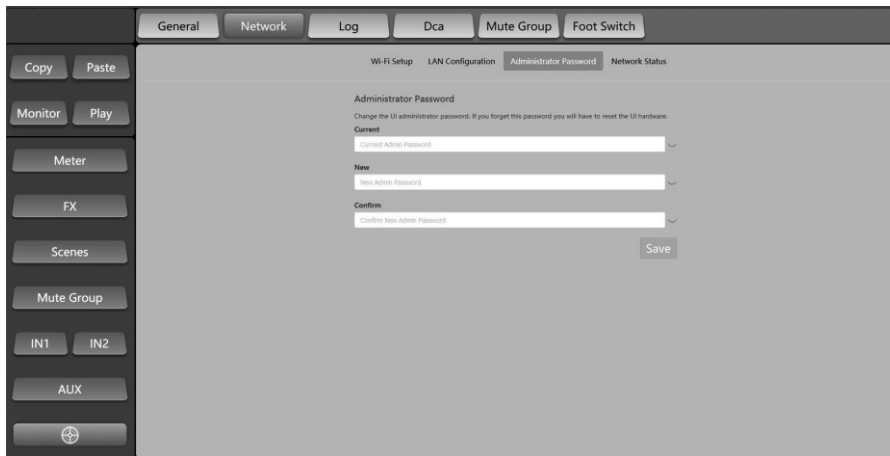 General Network Log Dca Mute Group Foot Switch
Wi-Fi Setup LAN Configuration Administrator Password Network Status
Copy Paste
Monitor Play
Meter
FX
Scenes
Mute Group
IN1 IN2
AUX
Administrator Password
Change the Ui administrator password. If you forget this password you will have to reset the UI hardware.
Current
Current Admin Password
New
New Admin Password
Confirm
Confirm New Admin Password
Save